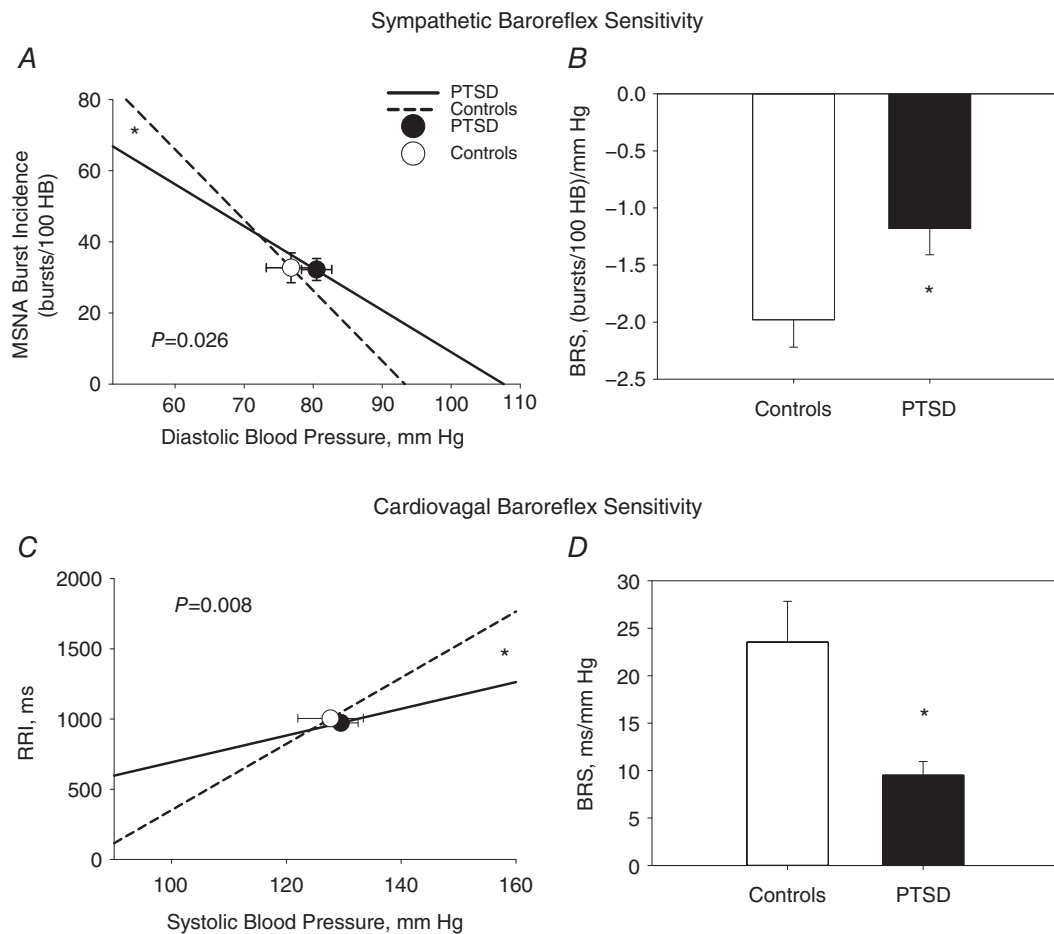 Sympathetic Baroreflex Sensitivity
A
PTSD
Controls
PTSD
Controls
*
P=0.026
80
60
40
20
0
MSNA Burst Incidence
(bursts/100 HB)
60 70 80 90 100 110
Diastolic Blood Pressure, mm Hg
B
0.0
−0.5
−1.0
−1.5
−2.0
−2.5
BRS, (bursts/100 HB)/mm Hg
*
Controls PTSD
Cardiovagal Baroreflex Sensitivity
C
P=0.008
*
2000
1500
1000
500
0
RRI, ms
100 120 140 160
Systolic Blood Pressure, mm Hg
D
30
25
20
15
10
5
0
BRS, ms/mm Hg
*
Controls PTSD